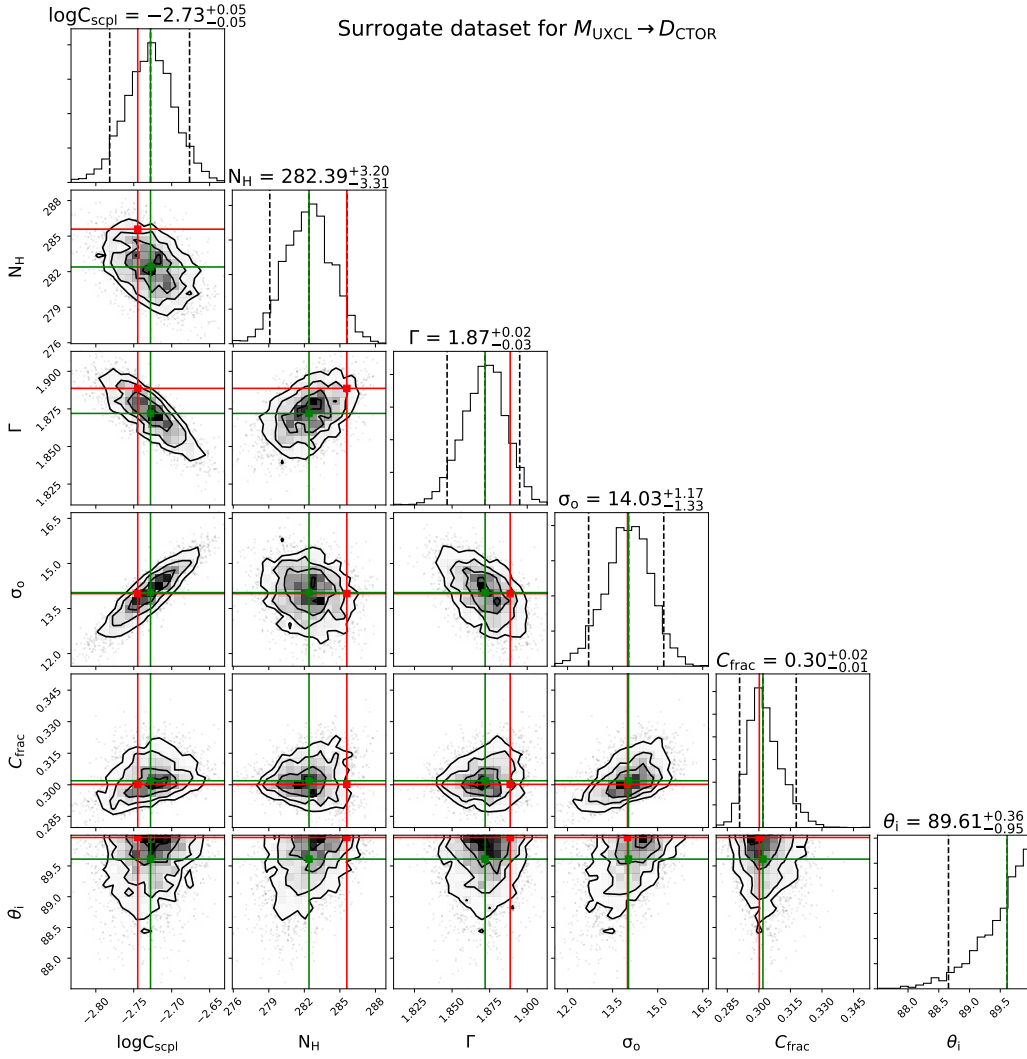 Surrogate dataset for M_UXCL → D_CTOR
logC_scpl = −2.73^{+0.05}_{−0.05}
N_H = 282.39^{+3.20}_{−3.31}
Γ = 1.87^{+0.02}_{−0.03}
σ_o = 14.03^{+1.17}_{−1.33}
C_frac = 0.30^{+0.02}_{−0.01}
θ_i = 89.61^{+0.36}_{−0.95}
N_H
288
285
282
279
276
Γ
1.900
1.875
1.850
1.825
σ_o
16.5
15.0
13.5
12.0
C_frac
0.345
0.330
0.315
0.300
0.285
θ_i
89.5
89.0
88.5
88.0
−2.80 −2.75 −2.70 −2.65
276 279 282 285 288
1.825 1.850 1.875 1.900
12.0 13.5 15.0 16.5
0.285 0.300 0.315 0.330 0.345
88.0 88.5 89.0 89.5
logC_scpl N_H Γ σ_o C_frac θ_i